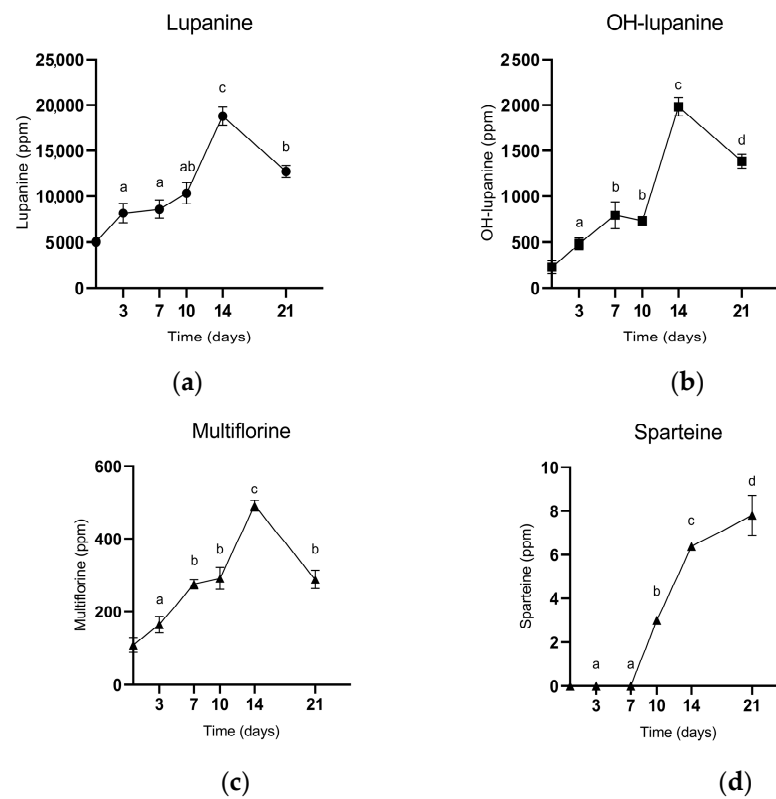 Lupanine
25,000
20,000
15,000
10,000
5000
0
Lupanine (ppm)
a
a
ab
c
b
3 7 10 14 21
Time (days)
(a)
OH-lupanine
2500
2000
1500
1000
500
0
OH-lupanine (ppm)
a
b
b
c
d
3 7 10 14 21
Time (days)
(b)
Multiflorine
600
400
200
0
Multiflorine (ppm)
a
b
b
c
b
3 7 10 14 21
Time (days)
(c)
Sparteine
10
8
6
4
2
0
Sparteine (ppm)
a
a
b
c
d
3 7 10 14 21
Time (days)
(d)